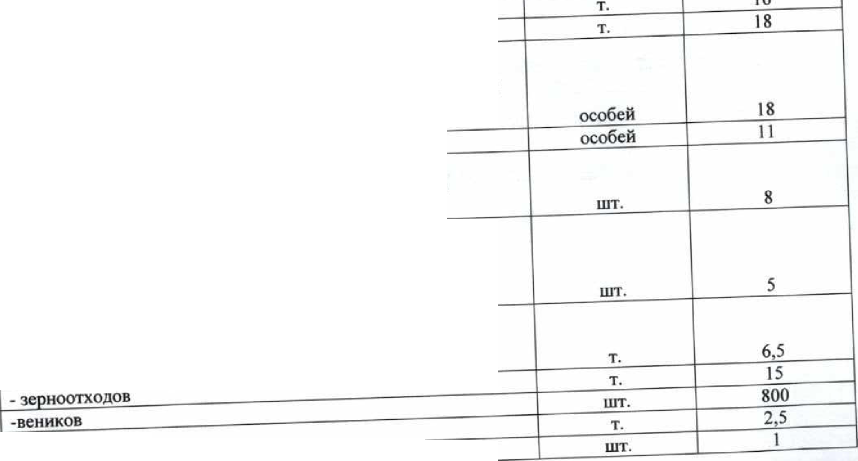 т.
т. 18
особей 18
особей 11
шт. 8
шт. 5
т. 6,5
- зерноотходов т. 15
-веников шт. 800
т. 2,5
шт. 1